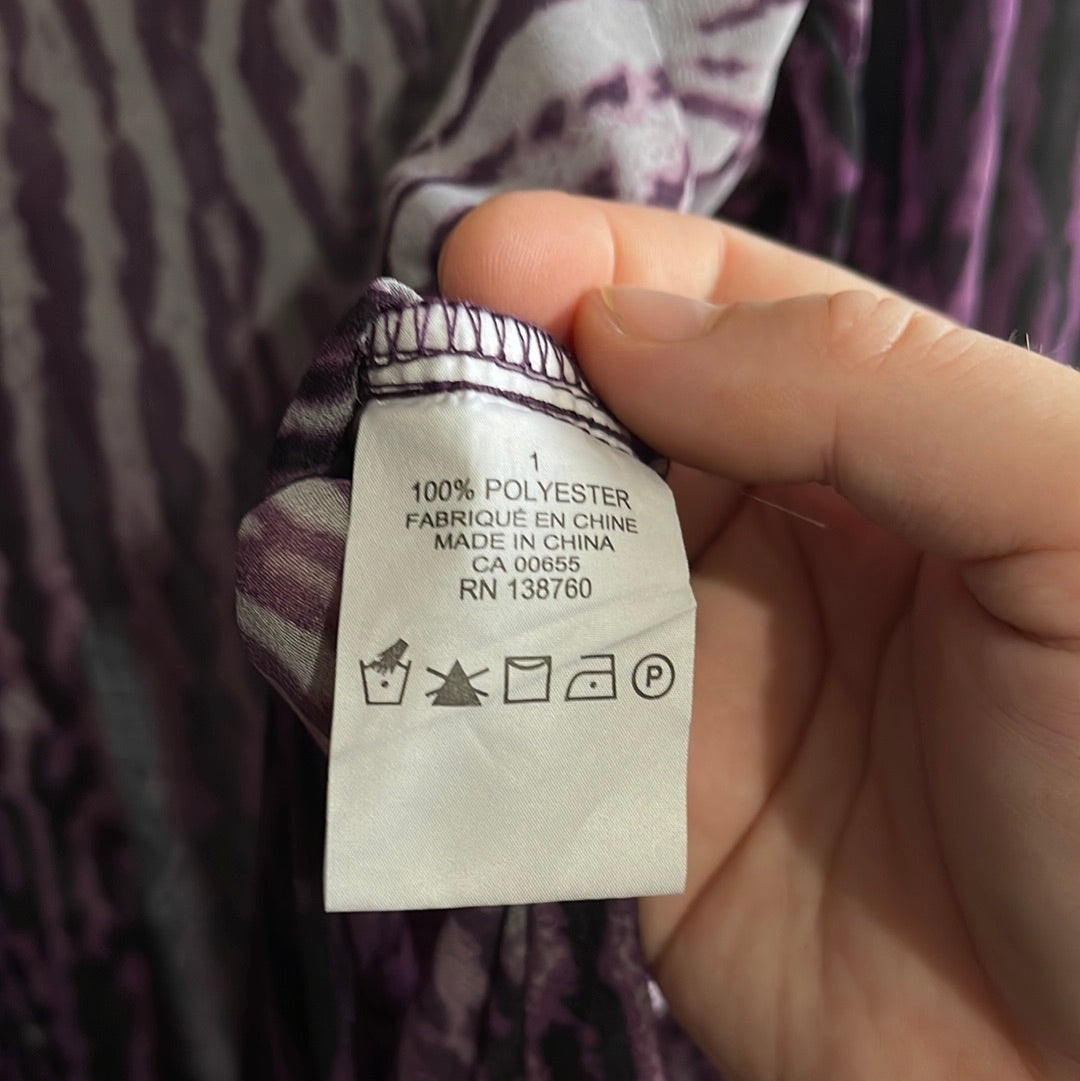 1
100% POLYESTER
FABRIQUÉ EN CHINE
MADE IN CHINA
CA 00655
RN 138760
P